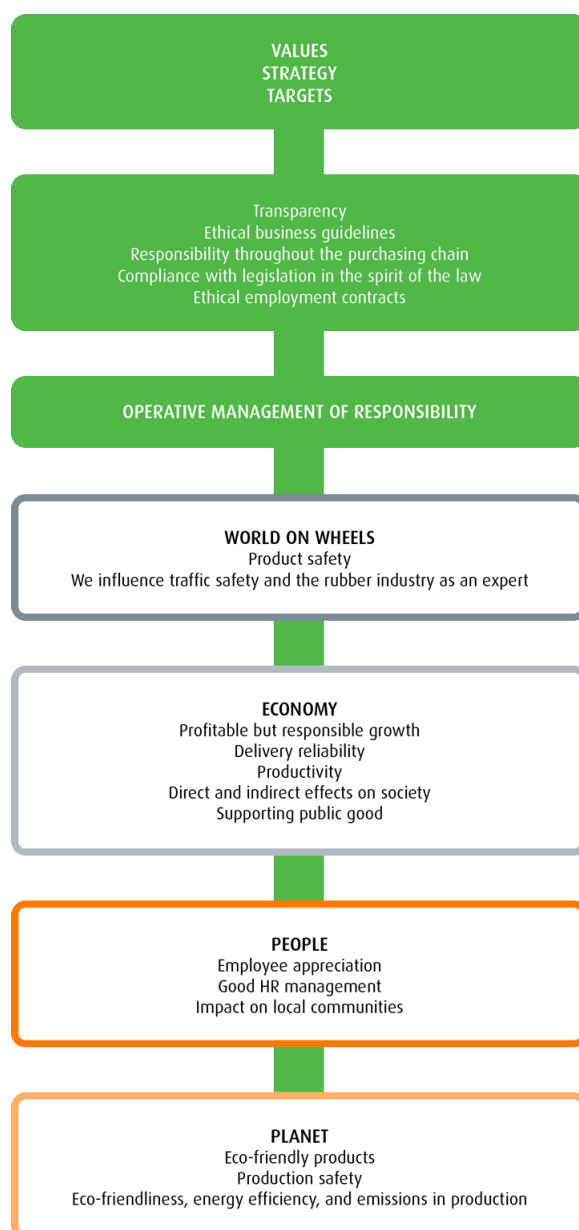 VALUES
STRATEGY
TARGETS
Transparency
Ethical business guidelines
Responsibility throughout the purchasing chain
Compliance with legislation in the spirit of the law
Ethical employment contracts
OPERATIVE MANAGEMENT OF RESPONSIBILITY
WORLD ON WHEELS
Product safety
We influence traffic safety and the rubber industry as an expert
ECONOMY
Profitable but responsible growth
Delivery reliability
Productivity
Direct and indirect effects on society
Supporting public good
PEOPLE
Employee appreciation
Good HR management
Impact on local communities
PLANET
Eco-friendly products
Production safety
Eco-friendliness, energy efficiency, and emissions in production